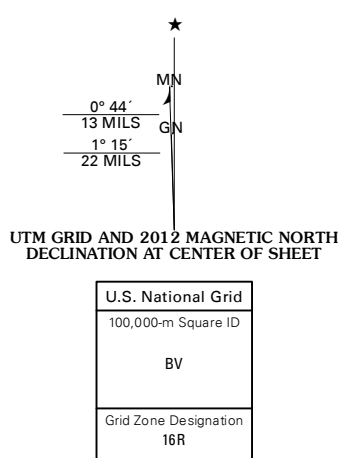 ★
MN
0° 44´
13 MILS
GN
1° 15´
22 MILS
UTM GRID AND 2012 MAGNETIC NORTH
DECLINATION AT CENTER OF SHEET
U.S. National Grid
100,000-m Square ID
BV
Grid Zone Designation
16R